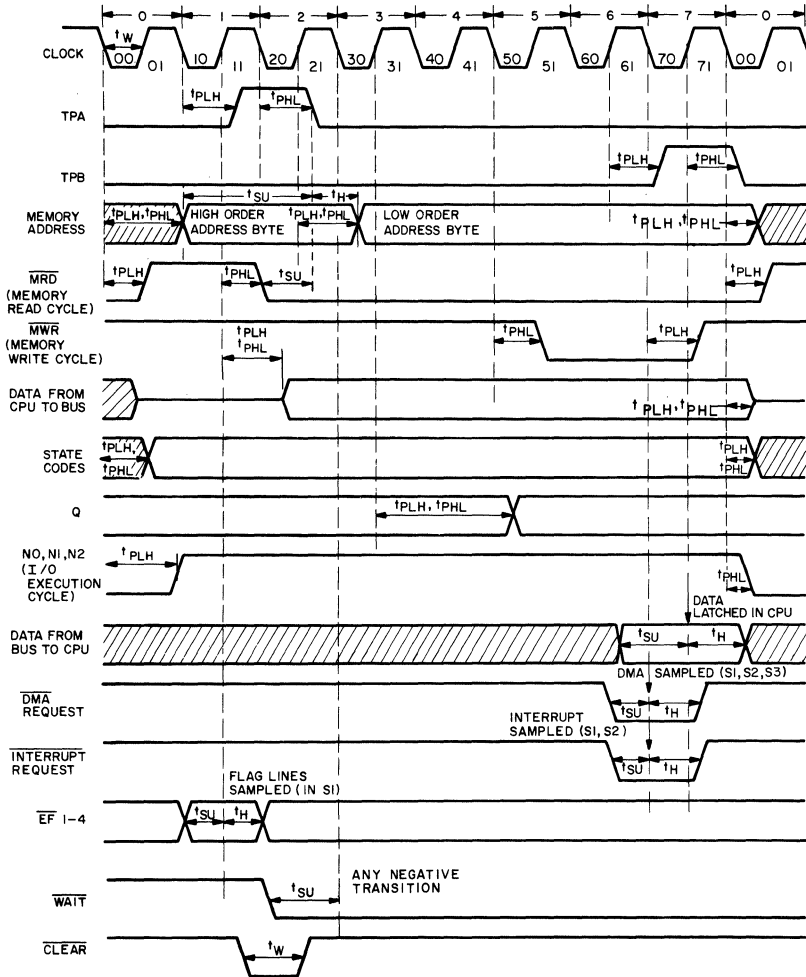 0 1 2 3 4 5 6 7 0
CLOCK
tW
00 01 10 11 20 21 30 31 40 41 50 51 60 61 70 71 00 01
TPA
tPLH tPHL
TPB
tPLH tPHL
tSU tH
MEMORY
ADDRESS
tPLH, tPHL
HIGH ORDER
ADDRESS BYTE
tPLH, tPHL
LOW ORDER
ADDRESS BYTE
tPLH, tPHL
MRD
(MEMORY
READ CYCLE)
tPLH tPHL tSU tPLH
MWR
(MEMORY
WRITE CYCLE)
tPLH
tPHL
tPHL tPLH
DATA FROM
CPU TO BUS
tPLH, tPHL
STATE
CODES
tPLH,
tPHL
tPLH
tPHL
Q
tPLH, tPHL
N0, N1, N2
(I/O
EXECUTION
CYCLE)
tPLH tPHL
DATA
LATCHED IN CPU
DATA FROM
BUS TO CPU
tSU tH
DMA SAMPLED (S1, S2, S3)
DMA
REQUEST
tSU tH
INTERRUPT
SAMPLED (S1, S2)
INTERRUPT
REQUEST
tSU tH
FLAG LINES
SAMPLED (IN S1)
EF 1-4
tSU tH
ANY NEGATIVE
TRANSITION
WAIT
tSU
CLEAR
tW